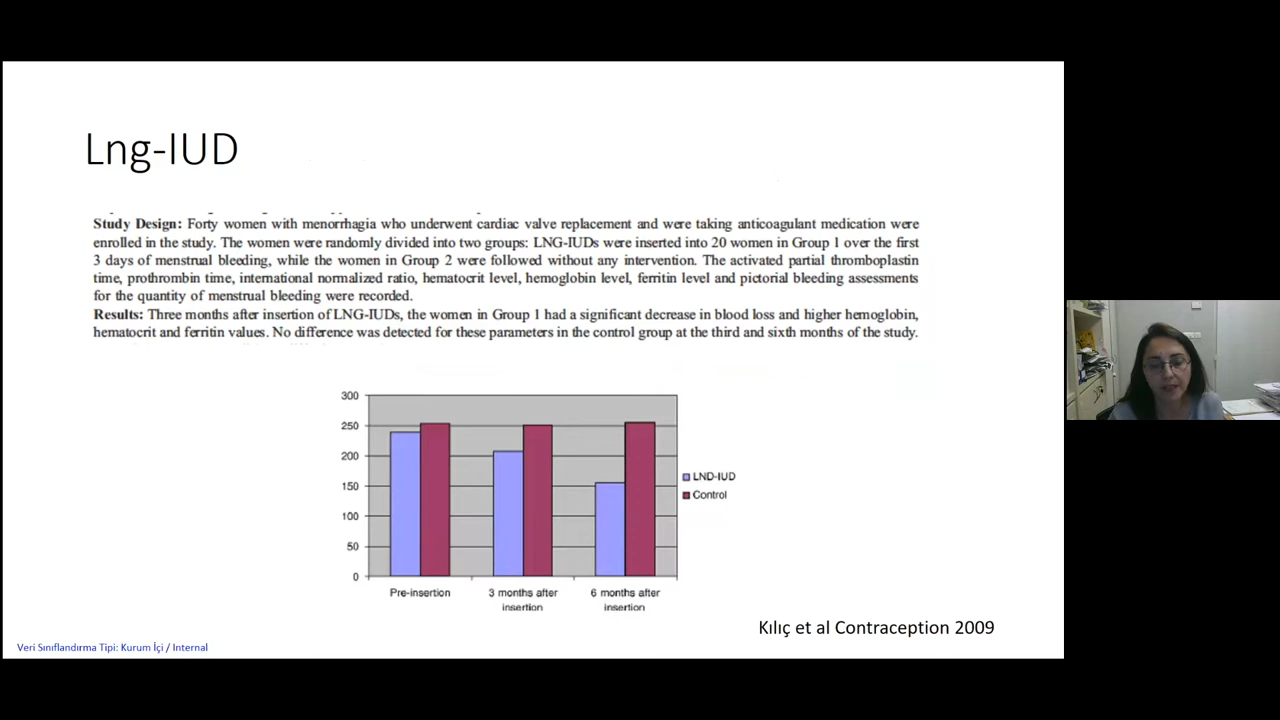 Lng-IUD
Study Design: Forty women with menorrhagia who underwent cardiac valve replacement and were taking anticoagulant medication were
enrolled in the study. The women were randomly divided into two groups: LNG-IUDs were inserted into 20 women in Group 1 over the first
3 days of menstrual bleeding, while the women in Group 2 were followed without any intervention. The activated partial thromboplastin
time, prothrombin time, international normalized ratio, hematocrit level, hemoglobin level, ferritin level and pictorial bleeding assessments
for the quantity of menstrual bleeding were recorded.
Results: Three months after insertion of LNG-IUDs, the women in Group 1 had a significant decrease in blood loss and higher hemoglobin,
hematocrit and ferritin values. No difference was detected for these parameters in the control group at the third and sixth months of the study.
300
250
200
150
100
50
0
Pre-insertion
3 months after
insertion
6 months after
insertion
LND-IUD
Control
Kılıç et al Contraception 2009
Veri Sınıflandırma Tipi: Kurum İçi / Internal